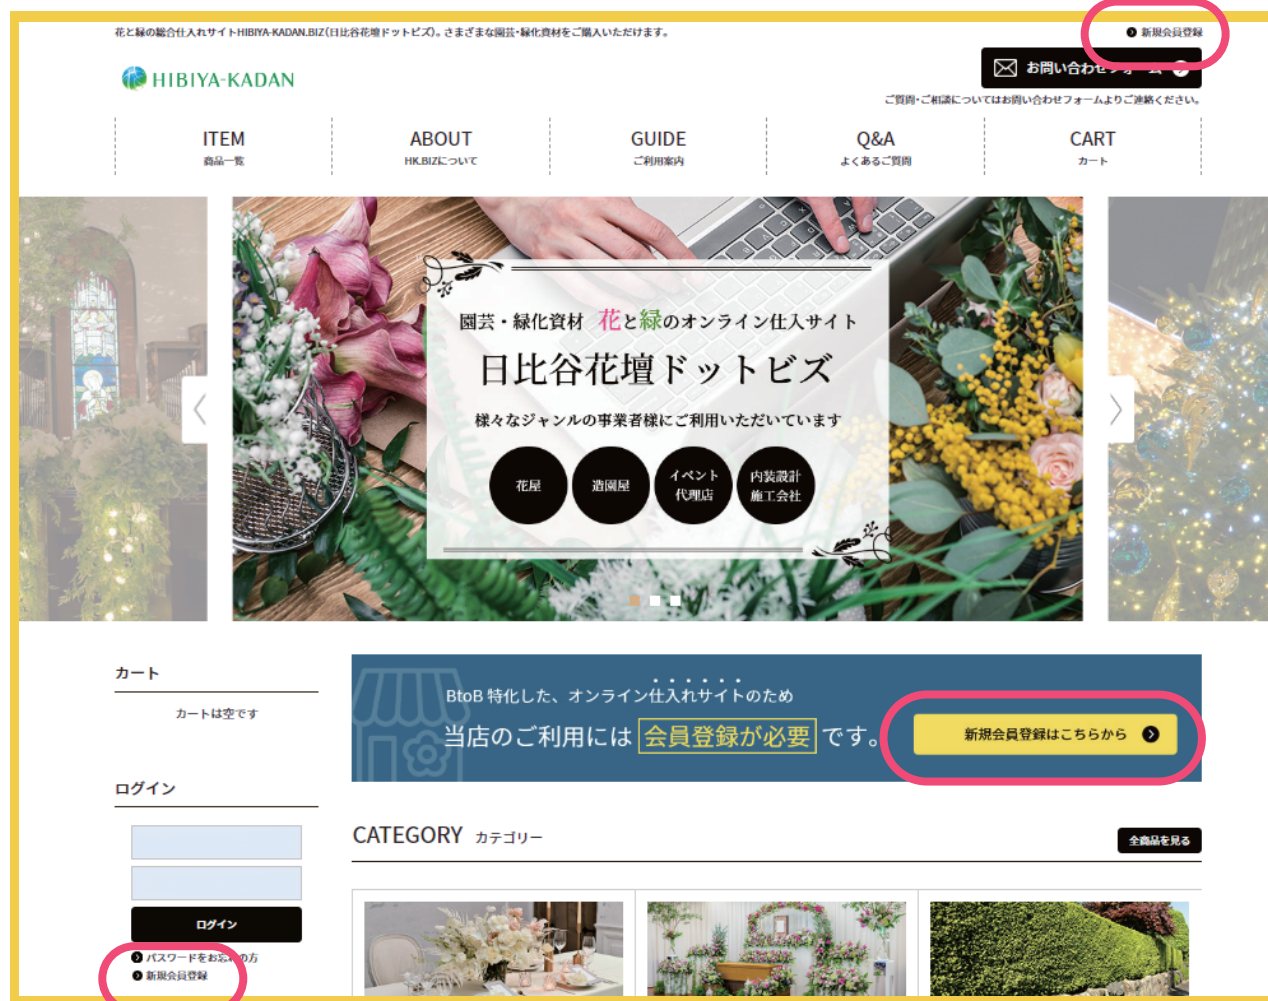 花と緑の総合仕入れサイトHIBIYA-KADAN.BIZ(日比谷花壇ドットビズ)。さまざまな園芸・緑化資材をご購入いただけます。
新規会員登録
HIBIYA-KADAN
お問い合わせフォーム
ご質問・ご相談についてはお問い合わせフォームよりご連絡ください。
ITEM
商品一覧
ABOUT
HK.BIZについて
GUIDE
ご利用案内
Q&A
よくあるご質問
CART
カート
園芸・緑化資材 花と緑のオンライン仕入サイト
日比谷花壇ドットビズ
様々なジャンルの事業者様にご利用いただいています
花屋
造園屋
イベント
代理店
内装設計
施工会社
カート
カートは空です
BtoB 特化した、オンライン仕入れサイトのため
当店のご利用には 会員登録が必要 です。
新規会員登録はこちらから
ログイン
ログイン
パスワードをお忘れの方
新規会員登録
CATEGORY カテゴリー
全商品を見る